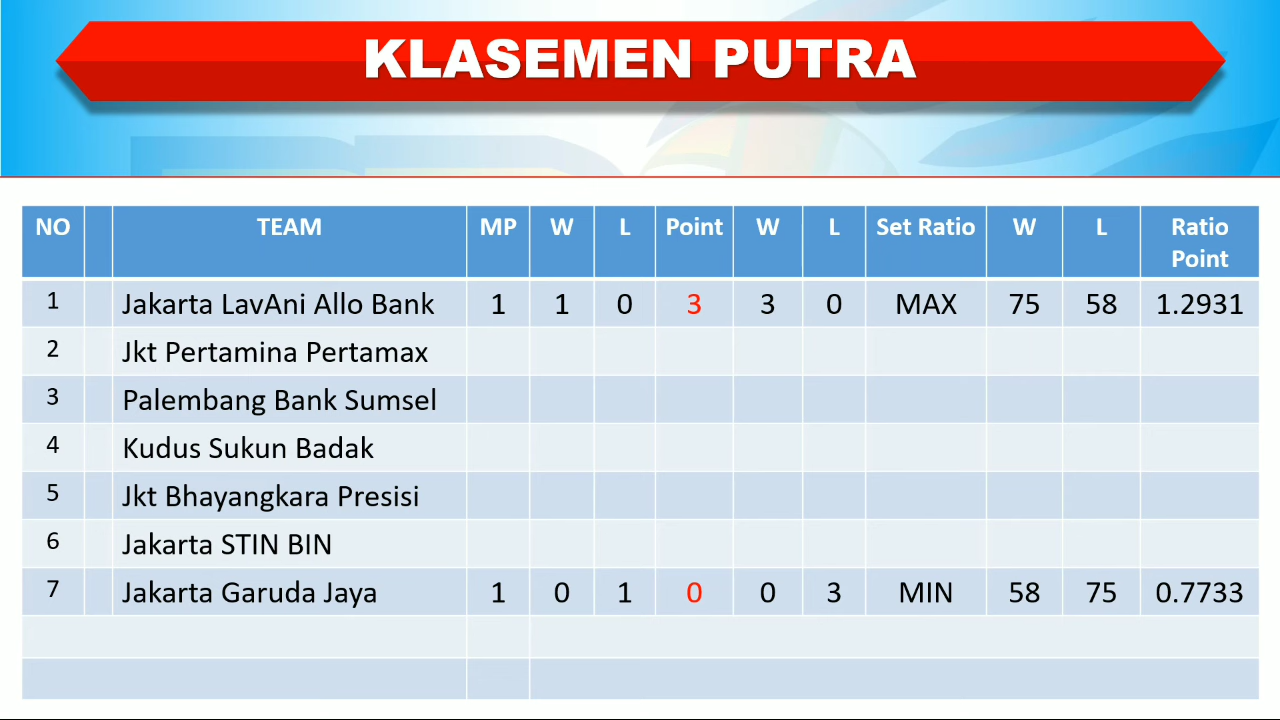 KLASEMEN PUTRA
NO TEAM MP W L Point W L Set Ratio W L Ratio Point
1 Jakarta LavAni Allo Bank 1 1 0 3 3 0 MAX 75 58 1.2931
2 Jkt Pertamina Pertamax
3 Palembang Bank Sumsel
4 Kudus Sukun Badak
5 Jkt Bhayangkara Presisi
6 Jakarta STIN BIN
7 Jakarta Garuda Jaya 1 0 1 0 0 3 MIN 58 75 0.7733